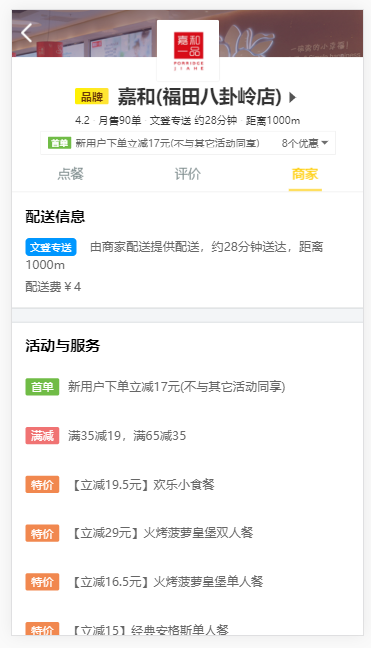 嘉和
一品
PORRIDGE
JIAHE
一碗粥的小幸福!
品牌 嘉和(福田八卦岭店)
4.2 · 月售90单 · 文登专送 约28分钟 · 距离1000m
首单 新用户下单立减17元(不与其它活动同享) 8个优惠
点餐 评价 商家
配送信息
文登专送 由商家配送提供配送，约28分钟送达，距离
1000m
配送费 ¥ 4
活动与服务
首单 新用户下单立减17元(不与其它活动同享)
满减 满35减19，满65减35
特价 【立减19.5元】欢乐小食餐
特价 【立减29元】火烤菠萝皇堡双人餐
特价 【立减16.5元】火烤菠萝皇堡单人餐
特价 【立减15】经典安格斯单人餐